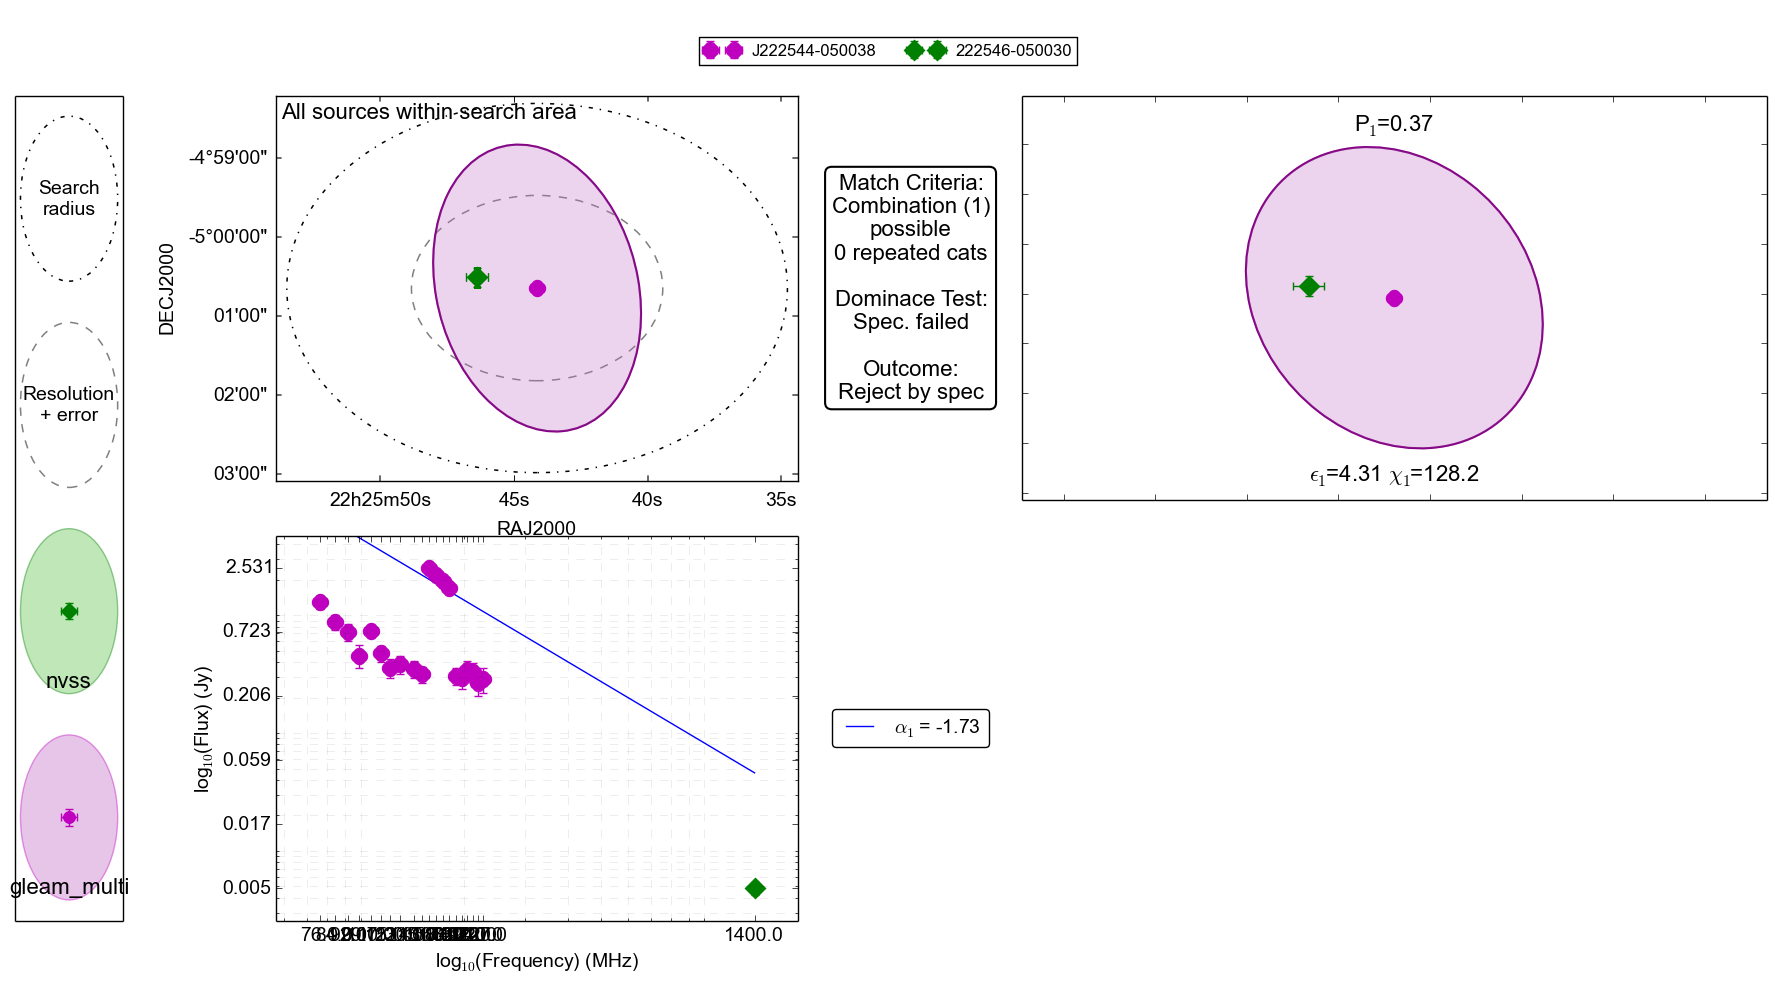 J222544-050038 222546-050030
Search
radius
Resolution
+ error
nvss
gleam_multi
All sources within search area
DECJ2000
-4°59'00"
-5°00'00"
01'00"
02'00"
03'00"
22h25m50s 45s 40s 35s
RAJ2000
Match Criteria:
Combination (1)
possible
0 repeated cats
Dominace Test:
Spec. failed
Outcome:
Reject by spec
P₁=0.37
ϵ₁=4.31 χ₁=128.2
log₁₀(Flux) (Jy)
2.531
0.723
0.206
0.059
0.017
0.005
1400.0
log₁₀(Frequency) (MHz)
α₁ = -1.73